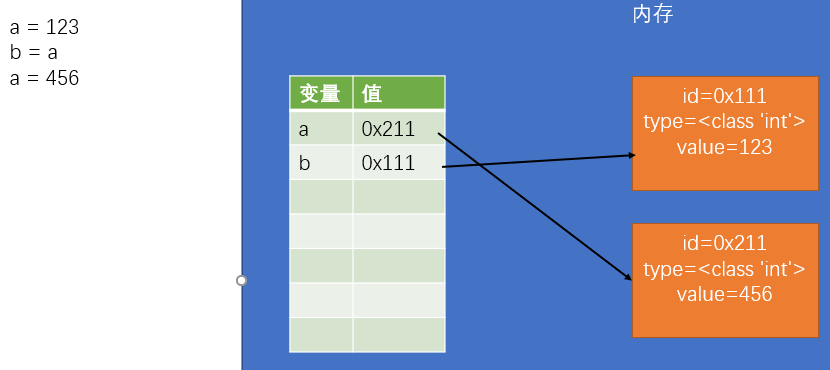 a = 123
b = a
a = 456
内存
变量 值
a 0x211
b 0x111
id=0x111
type=<class 'int'>
value=123
id=0x211
type=<class 'int'>
value=456